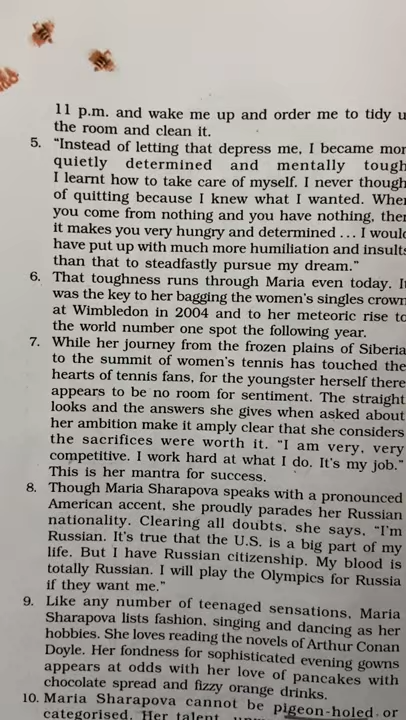 11 p.m. and wake me up and order me to tidy u
the room and clean it.
5. “Instead of letting that depress me, I became mor
quietly determined and mentally tough
I learnt how to take care of myself. I never though
of quitting because I knew what I wanted. Whe
you come from nothing and you have nothing, the
it makes you very hungry and determined ... I woul
have put up with much more humiliation and insults
than that to steadfastly pursue my dream.”
6. That toughness runs through Maria even today. I
was the key to her bagging the women's singles crown
at Wimbledon in 2004 and to her meteoric rise to
the world number one spot the following year.
7. While her journey from the frozen plains of Siberia
to the summit of women's tennis has touched the
hearts of tennis fans, for the youngster herself there
appears to be no room for sentiment. The straight
looks and the answers she gives when asked about
her ambition make it amply clear that she considers
the sacrifices were worth it. “I am very, very
competitive. I work hard at what I do. It's my job.”
This is her mantra for success.
8. Though Maria Sharapova speaks with a pronounced
American accent, she proudly parades her Russian
nationality. Clearing all doubts, she says, “I'm
Russian. It's true that the U.S. is a big part of my
life. But I have Russian citizenship. My blood is
totally Russian. I will play the Olympics for Russia
if they want me.”
9. Like any number of teenaged sensations, Maria
Sharapova lists fashion, singing and dancing as her
hobbies. She loves reading the novels of Arthur Conan
Doyle. Her fondness for sophisticated evening gowns
appears at odds with her love of pancakes with
chocolate spread and fizzy orange drinks.
10. Maria Sharapova cannot be pigeon-holed or
categorised. Her talent